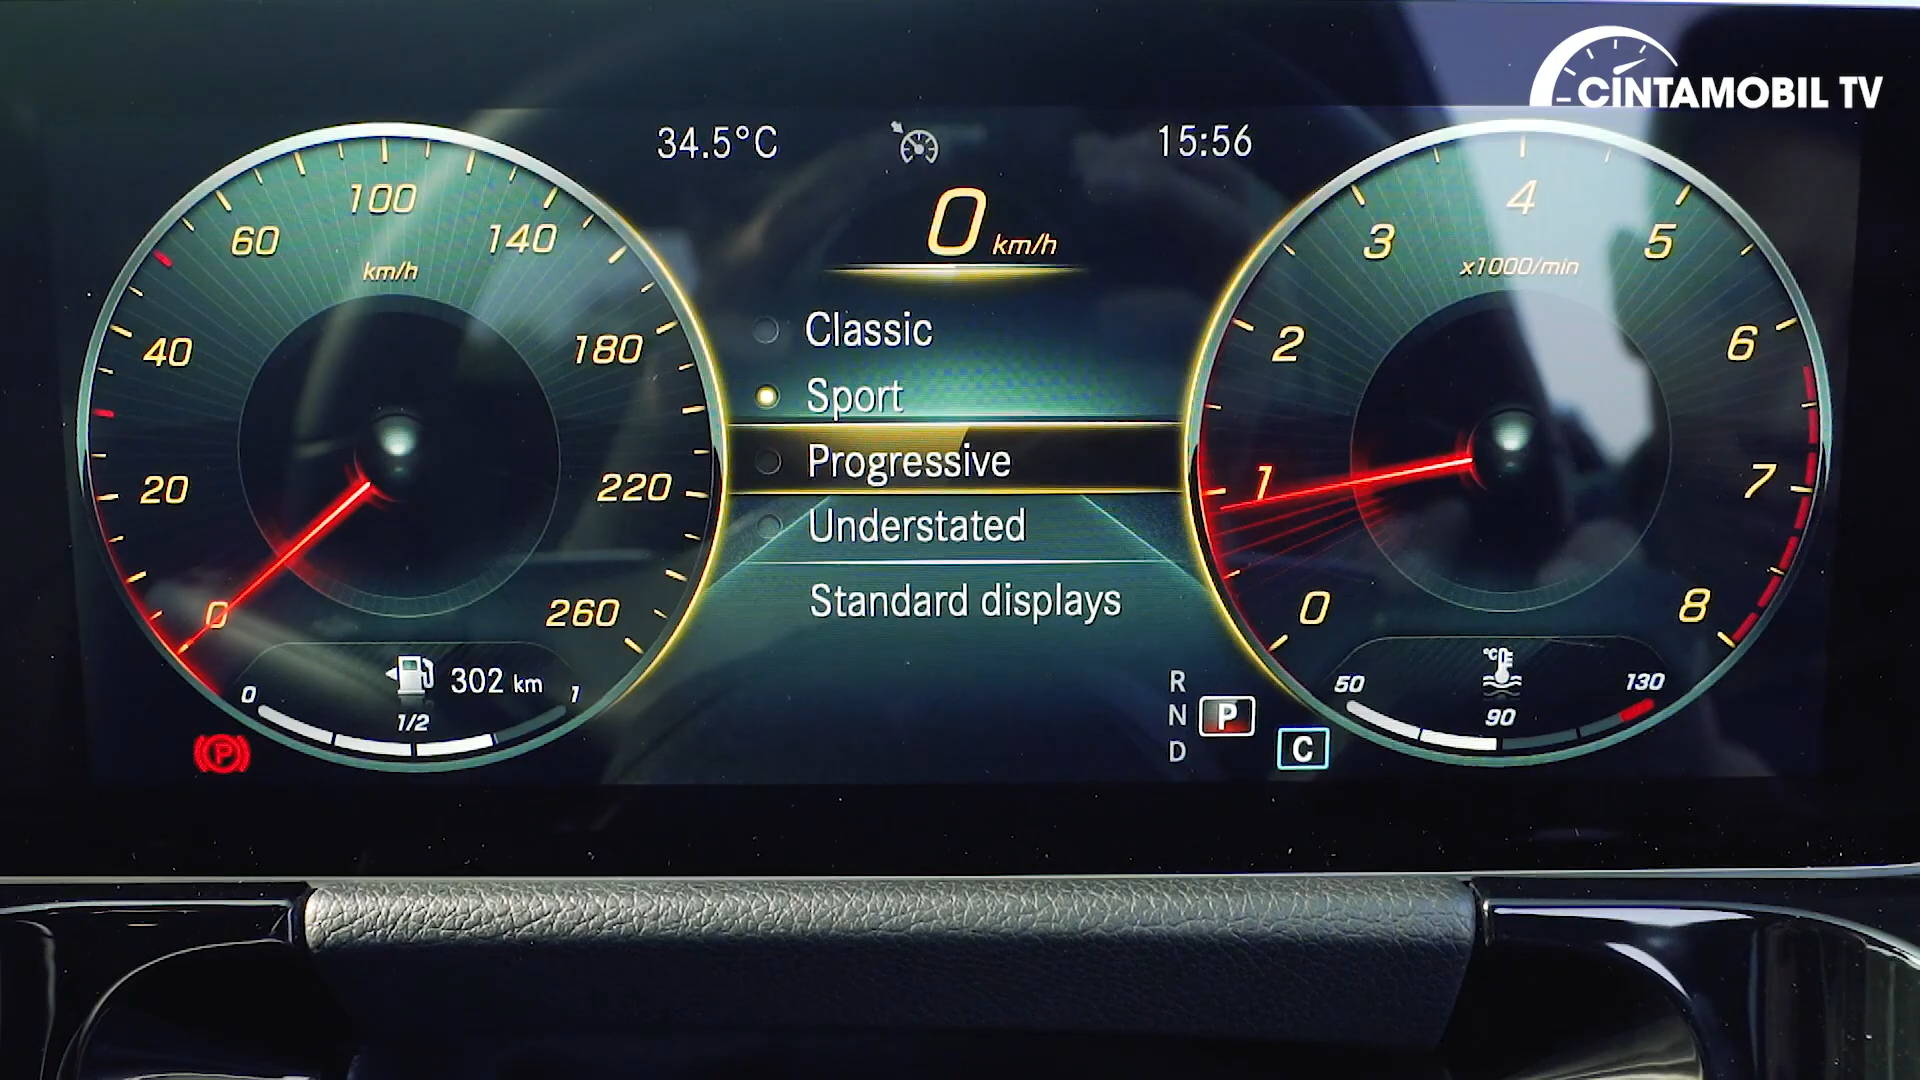 CINTAMOBIL TV
34.5°C
15:56
0 km/h
0
20
40
60
100
140
180
220
260
km/h
Classic
Sport
Progressive
Understated
Standard displays
0
1
2
3
4
5
6
7
8
x1000/min
302 km
0
1/2
1
P
R
N
D
P
C
°C
50
90
130